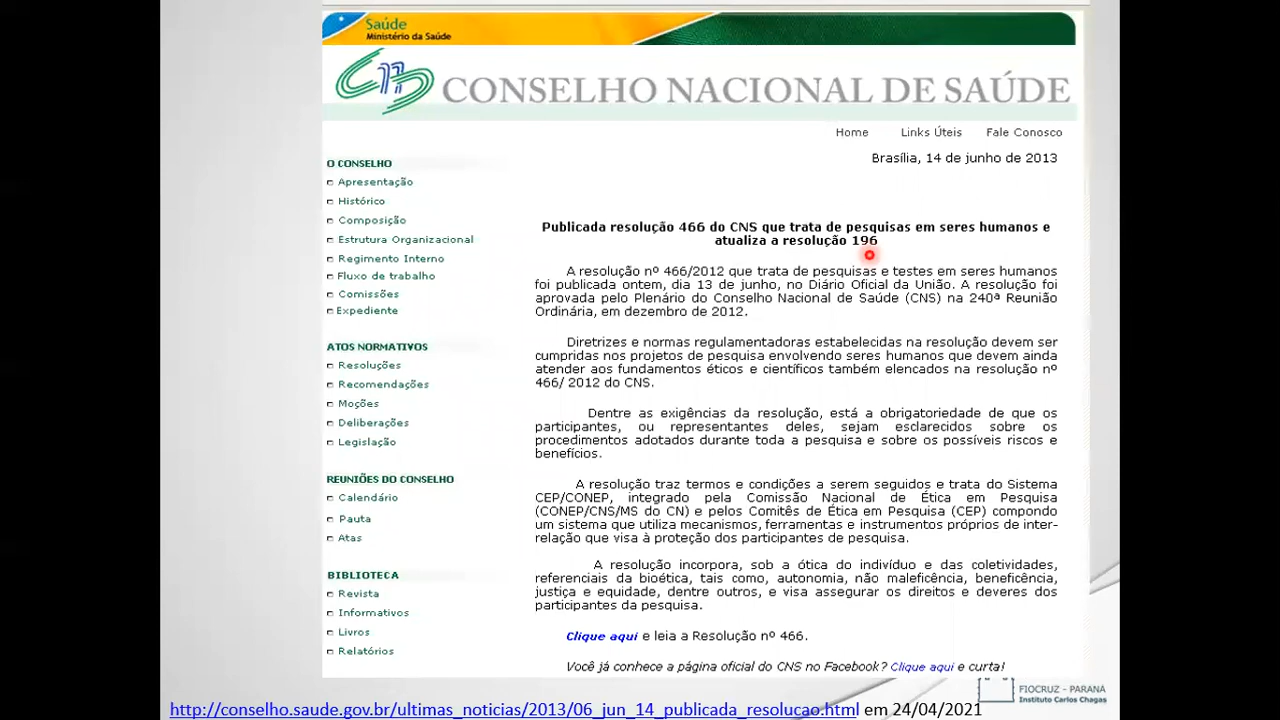 Saúde
Ministério da Saúde
CONSELHO NACIONAL DE SAÚDE
Home Links Úteis Fale Conosco
Brasília, 14 de junho de 2013
O CONSELHO
Apresentação
Histórico
Composição
Estrutura Organizacional
Regimento Interno
Fluxo de trabalho
Comissões
Expediente
ATOS NORMATIVOS
Resoluções
Recomendações
Moções
Deliberações
Legislação
REUNIÕES DO CONSELHO
Calendário
Pauta
Atas
BIBLIOTECA
Revista
Informativos
Livros
Relatórios
Publicada resolução 466 do CNS que trata de pesquisas em seres humanos e
atualiza a resolução 196
A resolução nº 466/2012 que trata de pesquisas e testes em seres humanos
foi publicada ontem, dia 13 de junho, no Diário Oficial da União. A resolução foi
aprovada pelo Plenário do Conselho Nacional de Saúde (CNS) na 240ª Reunião
Ordinária, em dezembro de 2012.
Diretrizes e normas regulamentadoras estabelecidas na resolução devem ser
cumpridas nos projetos de pesquisa envolvendo seres humanos que devem ainda
atender aos fundamentos éticos e científicos também elencados na resolução nº
466/ 2012 do CNS.
Dentre as exigências da resolução, está a obrigatoriedade de que os
participantes, ou representantes deles, sejam esclarecidos sobre os
procedimentos adotados durante toda a pesquisa e sobre os possíveis riscos e
benefícios.
A resolução traz termos e condições a serem seguidos e trata do Sistema
CEP/CONEP, integrado pela Comissão Nacional de Ética em Pesquisa
(CONEP/CNS/MS do CN) e pelos Comitês de Ética em Pesquisa (CEP) compondo
um sistema que utiliza mecanismos, ferramentas e instrumentos próprios de inter-
relação que visa à proteção dos participantes de pesquisa.
A resolução incorpora, sob a ótica do indivíduo e das coletividades,
referenciais da bioética, tais como, autonomia, não maleficência, beneficência,
justiça e equidade, dentre outros, e visa assegurar os direitos e deveres dos
participantes da pesquisa.
Clique aqui e leia a Resolução nº 466.
Você já conhece a página oficial do CNS no Facebook? Clique aqui e curta!
FIOCRUZ - PARANÁ
Instituto Carlos Chagas
http://conselho.saude.gov.br/ultimas_noticias/2013/06_jun_14_publicada_resolucao.html em 24/04/2021